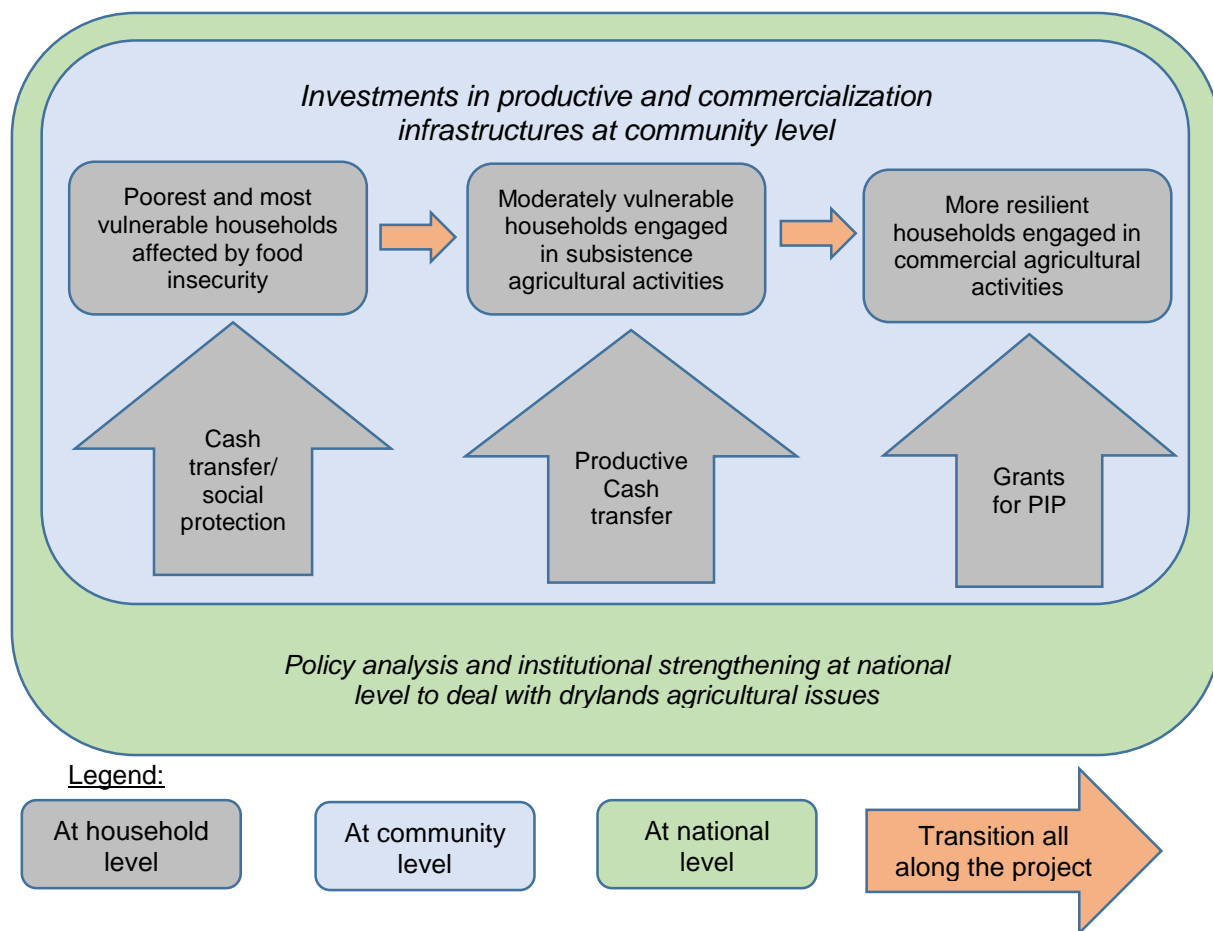 Investments in productive and commercialization
infrastructures at community level
Poorest and most
vulnerable households
affected by food
insecurity
Moderately vulnerable
households engaged
in subsistence
agricultural activities
More resilient
households engaged in
commercial agricultural
activities
Cash
transfer/
social
protection
Productive
Cash
transfer
Grants
for PIP
Policy analysis and institutional strengthening at national
level to deal with drylands agricultural issues
Legend:
At household
level
At community
level
At national
level
Transition all
along the project